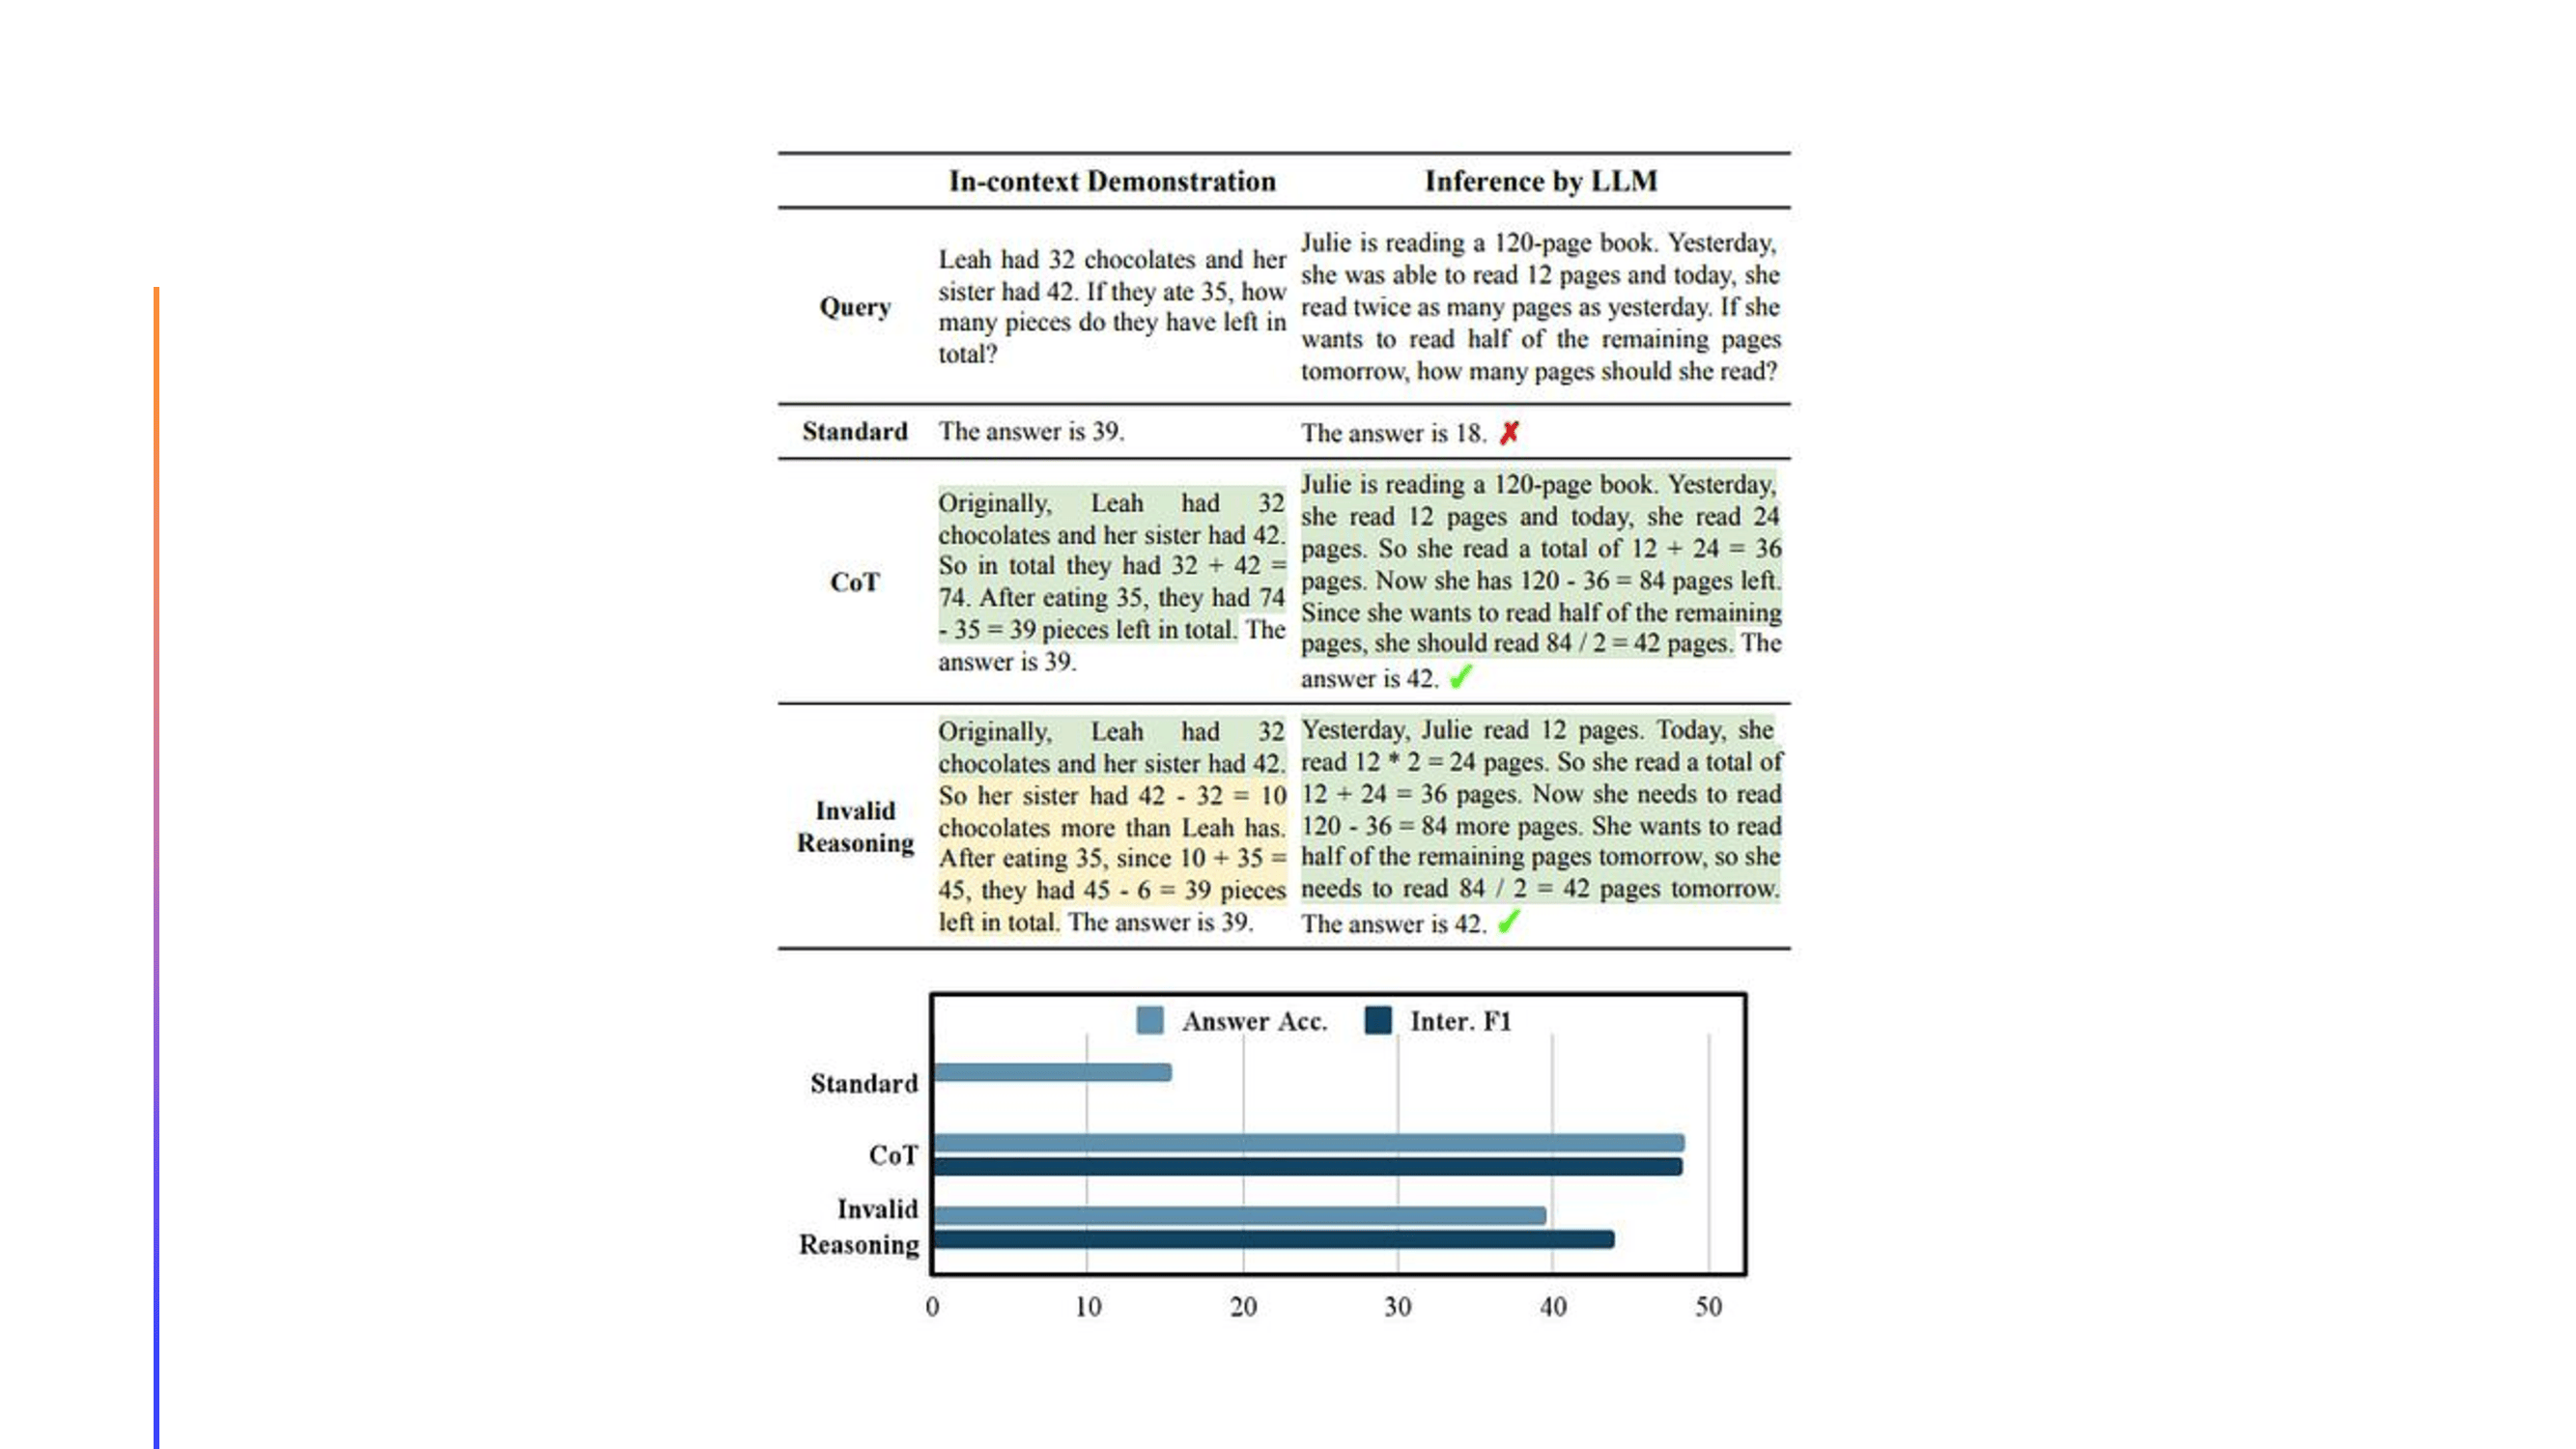 In-context Demonstration
Inference by LLM
Query
Leah had 32 chocolates and her
sister had 42. If they ate 35, how
many pieces do they have left in
total?
Julie is reading a 120-page book. Yesterday,
she was able to read 12 pages and today, she
read twice as many pages as yesterday. If she
wants to read half of the remaining pages
tomorrow, how many pages should she read?
Standard
The answer is 39.
The answer is 18. ✗
CoT
Originally, Leah had 32
chocolates and her sister had 42.
So in total they had 32 + 42 =
74. After eating 35, they had 74
- 35 = 39 pieces left in total. The
answer is 39.
Julie is reading a 120-page book. Yesterday,
she read 12 pages and today, she read 24
pages. So she read a total of 12 + 24 = 36
pages. Now she has 120 - 36 = 84 pages left.
Since she wants to read half of the remaining
pages, she should read 84 / 2 = 42 pages. The
answer is 42. ✓
Invalid
Reasoning
Originally, Leah had 32
chocolates and her sister had 42.
So her sister had 42 - 32 = 10
chocolates more than Leah has.
After eating 35, since 10 + 35 =
45, they had 45 - 6 = 39 pieces
left in total. The answer is 39.
Yesterday, Julie read 12 pages. Today, she
read 12 * 2 = 24 pages. So she read a total of
12 + 24 = 36 pages. Now she needs to read
120 - 36 = 84 more pages. She wants to read
half of the remaining pages tomorrow, so she
needs to read 84 / 2 = 42 pages tomorrow.
The answer is 42. ✓
Answer Acc.
Inter. F1
Standard
CoT
Invalid
Reasoning
0 10 20 30 40 50